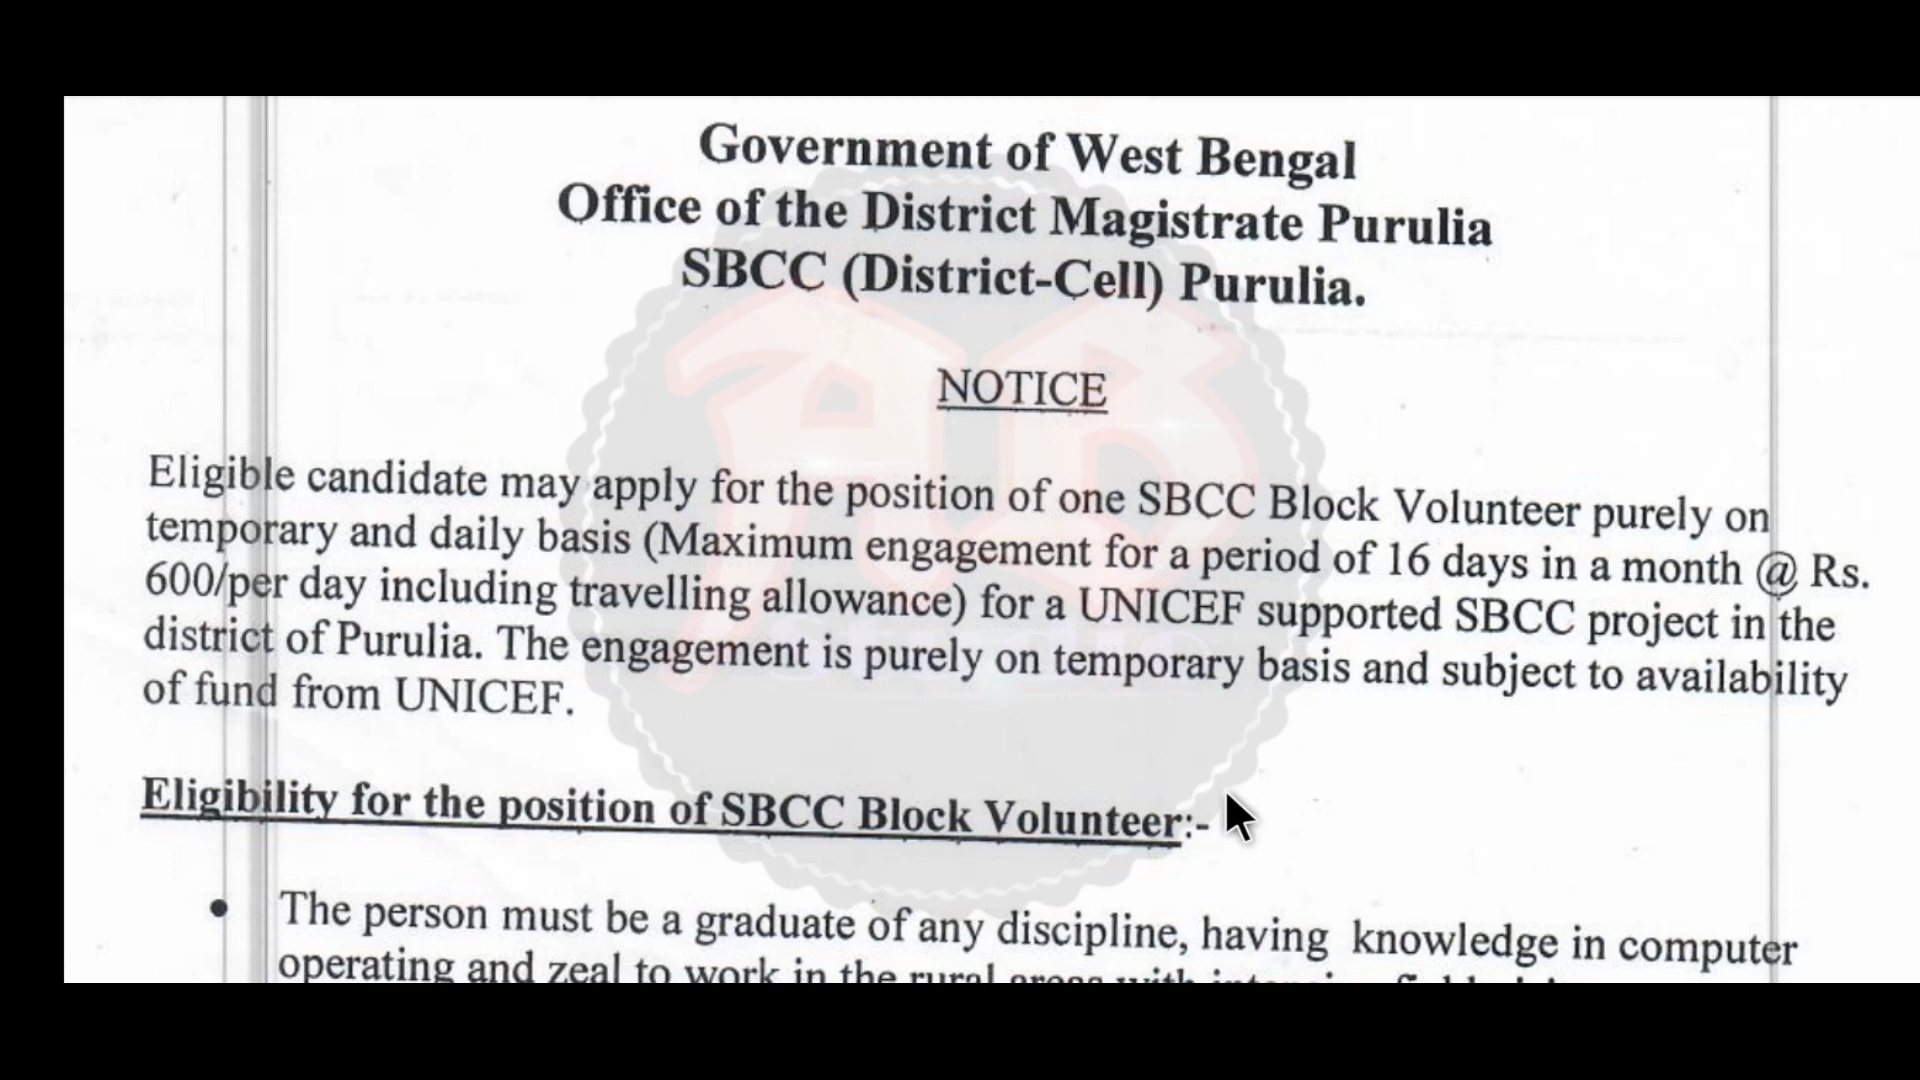 Government of West Bengal
Office of the District Magistrate Purulia
SBCC (District-Cell) Purulia.
NOTICE
Eligible candidate may apply for the position of one SBCC Block Volunteer purely on
temporary and daily basis (Maximum engagement for a period of 16 days in a month @ Rs.
600/per day including travelling allowance) for a UNICEF supported SBCC project in the
district of Purulia. The engagement is purely on temporary basis and subject to availability
of fund from UNICEF.
Eligibility for the position of SBCC Block Volunteer:-
• The person must be a graduate of any discipline, having knowledge in computer
operating and zeal to work in the rural areas with